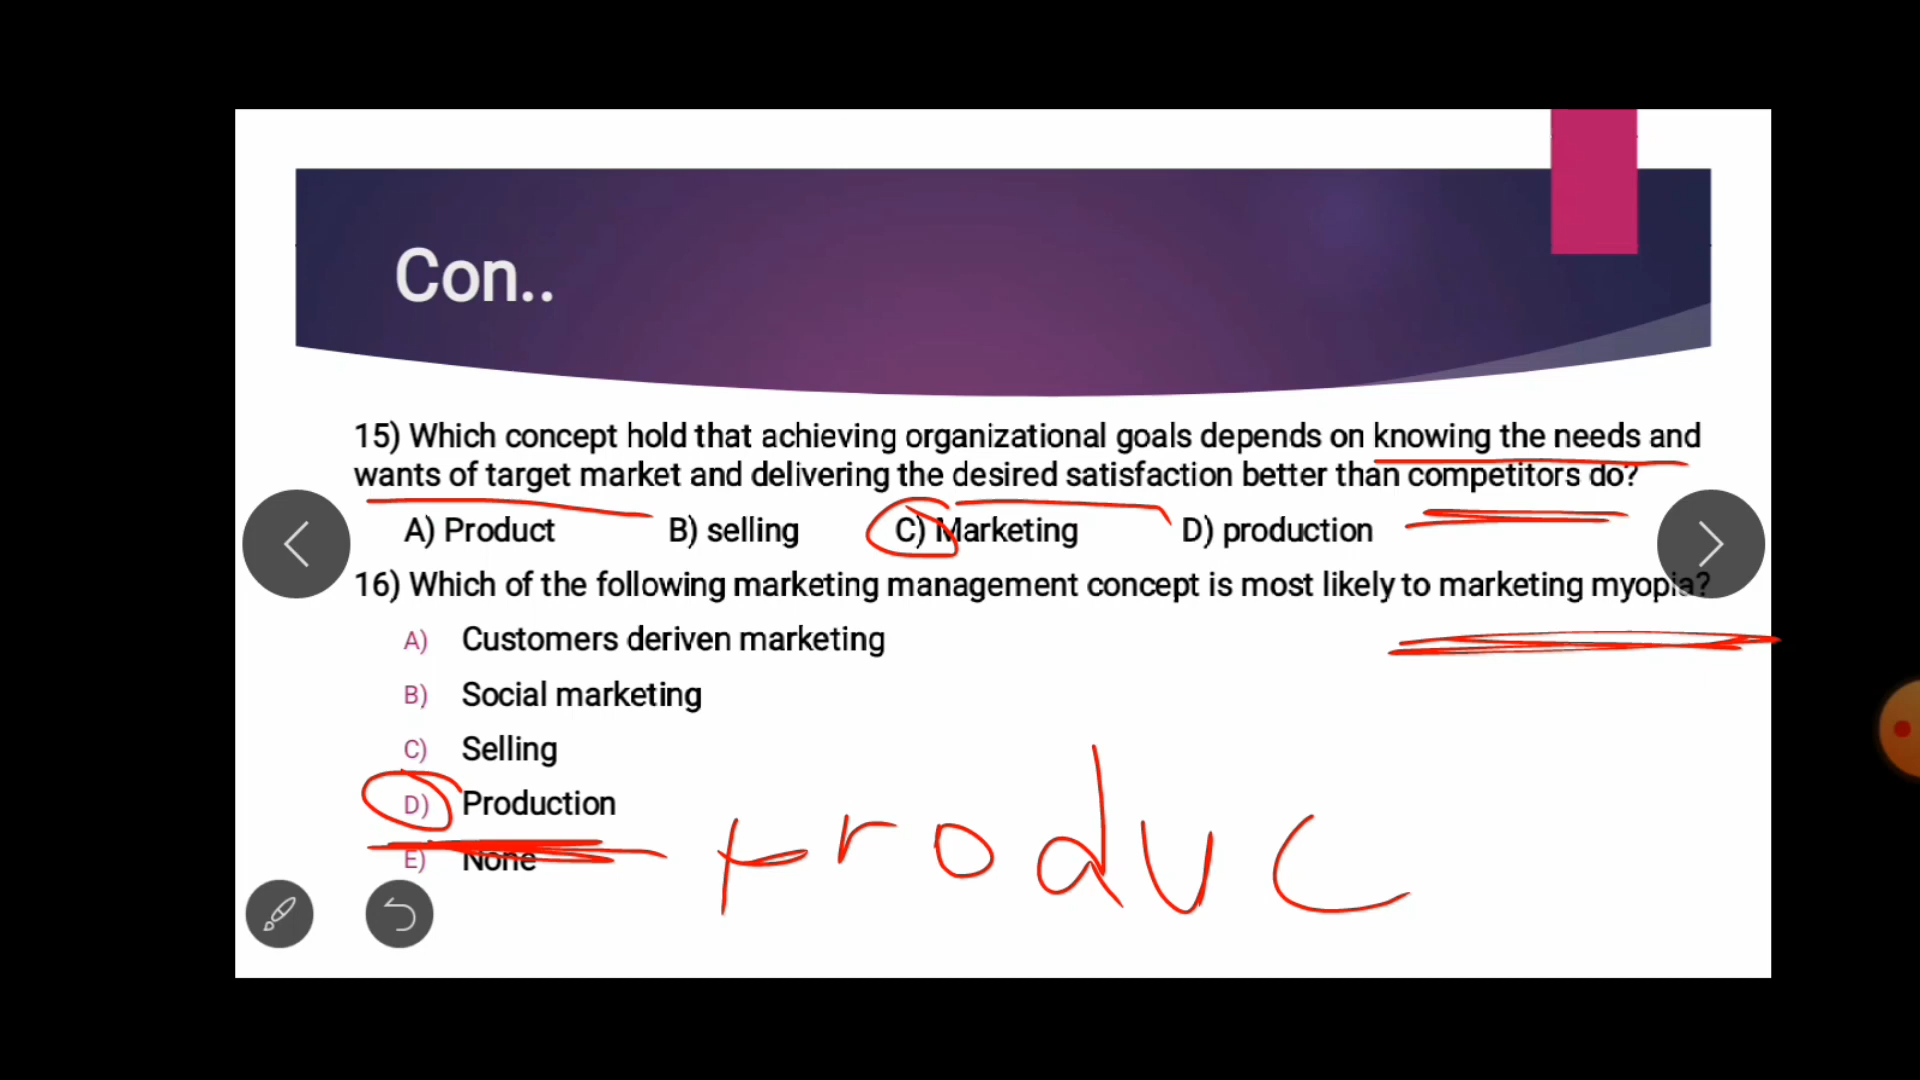 Con..
15) Which concept hold that achieving organizational goals depends on knowing the needs and
wants of target market and delivering the desired satisfaction better than competitors do?
A) Product B) selling C) Marketing D) production
16) Which of the following marketing management concept is most likely to marketing myopia?
A) Customers deriven marketing
B) Social marketing
C) Selling
D) Production
E) None
Produc